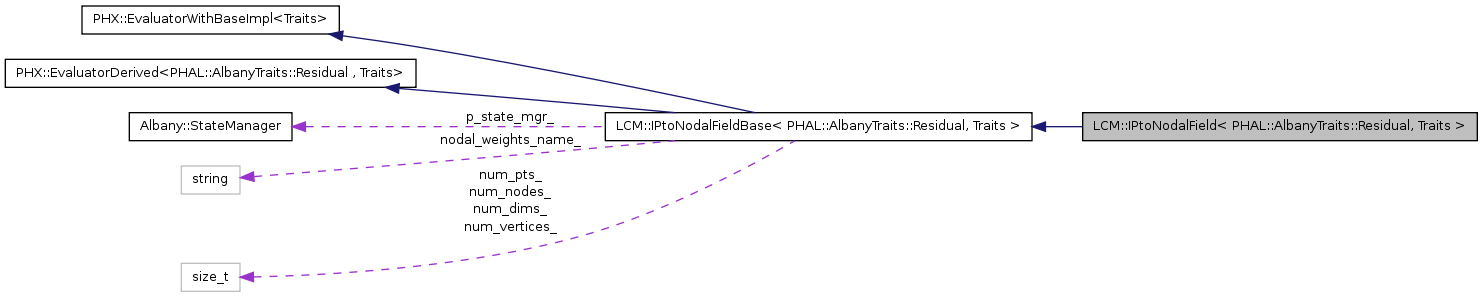 PHX::EvaluatorWithBaseImpl<Traits>
PHX::EvaluatorDerived<PHAL::AlbanyTraits::Residual , Traits>
Albany::StateManager
p_state_mgr_
LCM::IPtoNodalFieldBase< PHAL::AlbanyTraits::Residual, Traits >
LCM::IPtoNodalField< PHAL::AlbanyTraits::Residual, Traits >
nodal_weights_name_
string
num_pts_
num_nodes_
num_dims_
num_vertices_
size_t